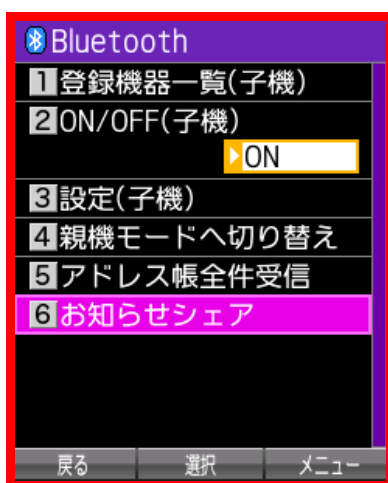 Bluetooth
1登録機器一覧(子機)
2ON/OFF(子機)
ON
3設定(子機)
4親機モードへ切り替え
5アドレス帳全件受信
6お知らせシェア
戻る 選択 メニュー